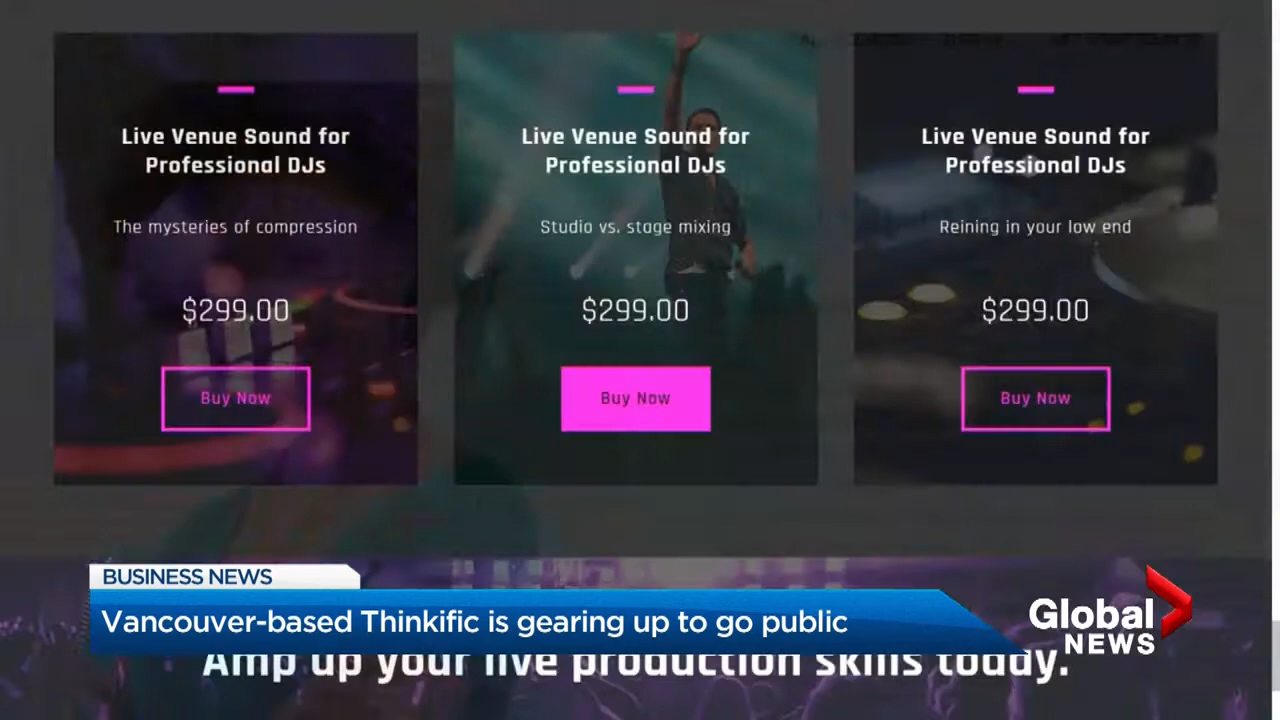 Live Venue Sound for
Professional DJs
The mysteries of compression
$299.00
Buy Now
Live Venue Sound for
Professional DJs
Studio vs. stage mixing
$299.00
Buy Now
Live Venue Sound for
Professional DJs
Reining in your low end
$299.00
Buy Now
BUSINESS NEWS
Vancouver-based Thinkific is gearing up to go public
Global
NEWS
Amp up your live production skills today.